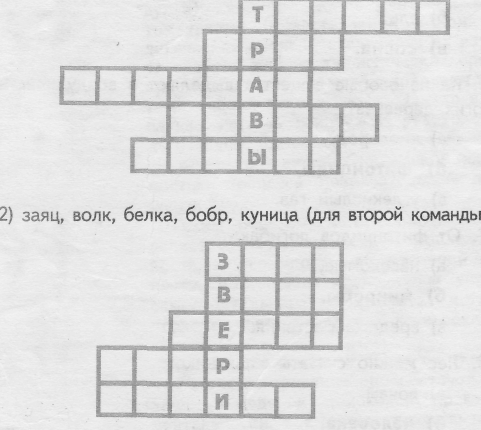 Т
Р
А
В
Ы
2) заяц, волк, белка, бобр, куница (для второй команды
З
В
Е
Р
И